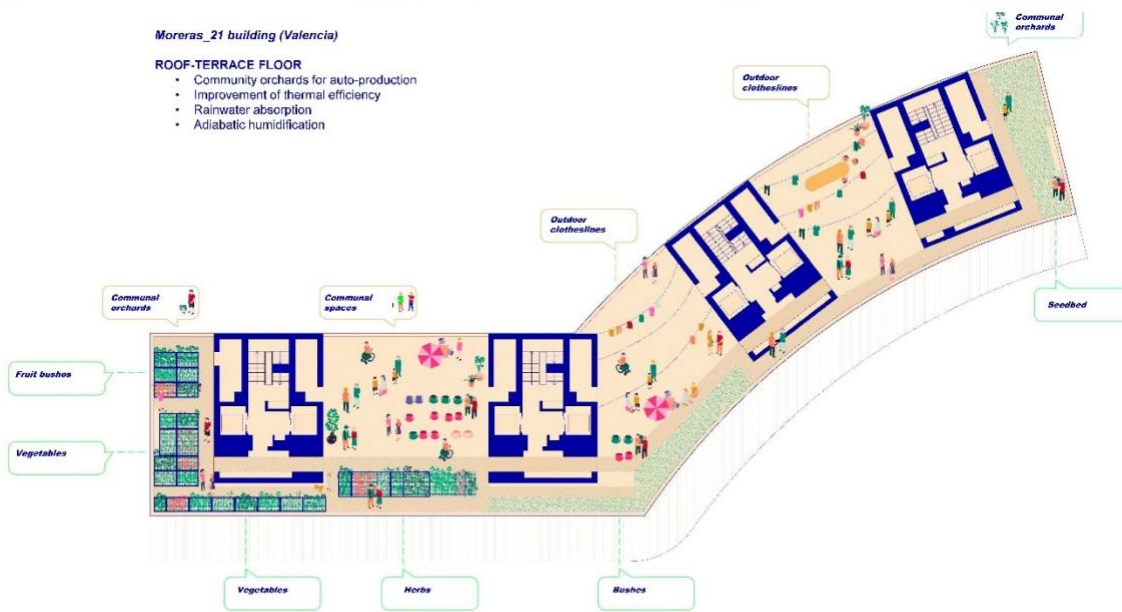 Moreras_21 building (Valencia)
ROOF-TERRACE FLOOR
• Community orchards for auto-production
• Improvement of thermal efficiency
• Rainwater absorption
• Adiabatic humidification
Communal
orchards
Outdoor
clotheslines
Outdoor
clotheslines
Communal
orchards
Communal
spaces
Seedbed
Fruit bushes
Vegetables
Vegetables
Herbs
Bushes